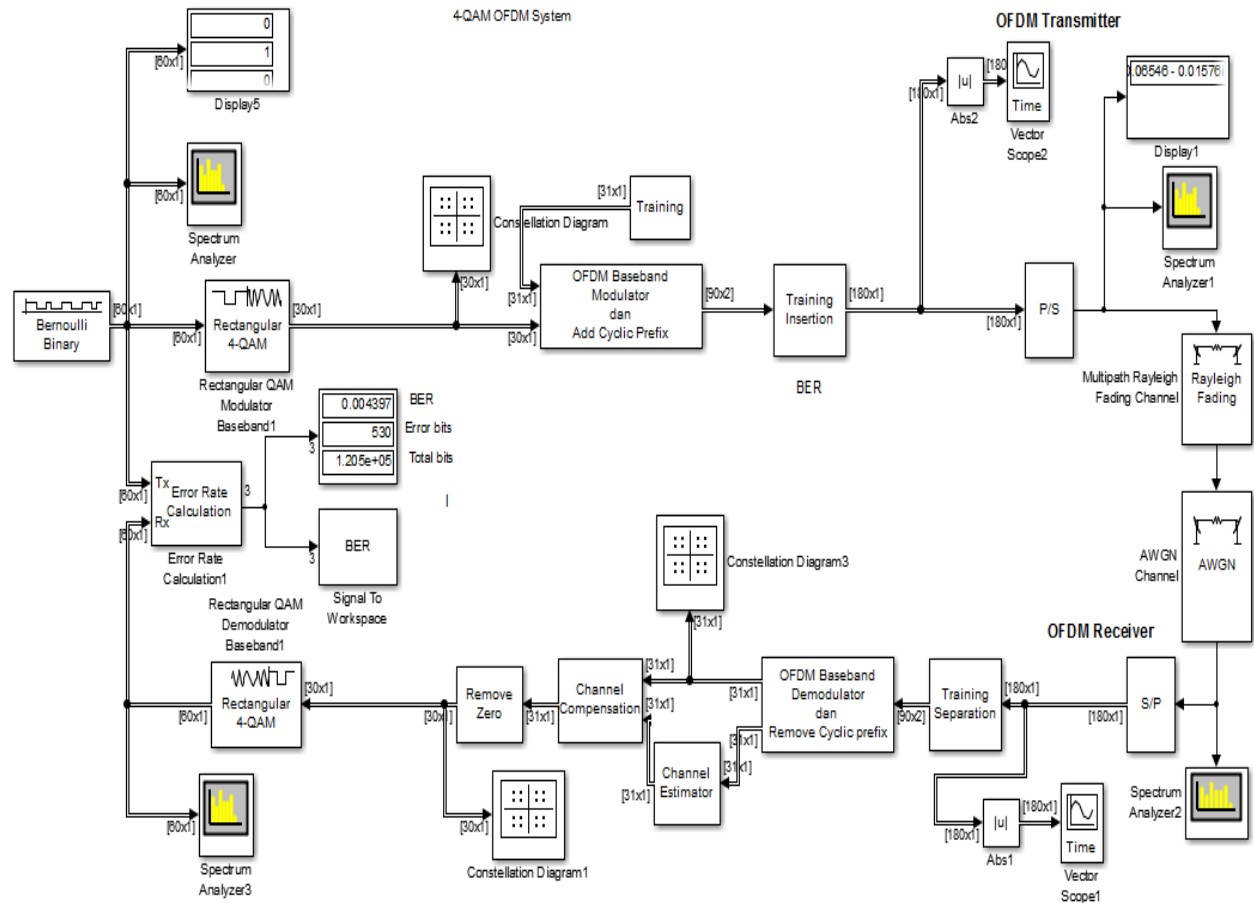 4-QAM OFDM System
OFDM Transmitter
0
1
0
[60x1]
Display5
[60x1]
Spectrum
Analyzer
Bernoulli
Binary
[60x1]
[60x1]
Rectangular
4-QAM
[30x1]
Rectangular QAM
Modulator
Baseband1
Constellation Diagram
[30x1]
[31x1]
Training
[31x1]
[30x1]
OFDM Baseband
Modulator
dan
Add Cyclic Prefix
[90x2]
Training
Insertion
[180x1]
BER
[180x1]
|u|
Abs2
[180
Time
Vector
Scope2
[180x1]
P/S
0.06546 - 0.01576i
Display1
Spectrum
Analyzer1
Multipath Rayleigh
Fading Channel
Rayleigh
Fading
AWGN
Channel
AWGN
0.004397
530
1.205e+05
BER
Error bits
Total bits
3
Tx
Rx
[60x1]
[60x1]
Error Rate
Calculation
3
Error Rate
Calculation1
3
BER
Signal To
Workspace
Rectangular QAM
Demodulator
Baseband1
Rectangular
4-QAM
[60x1]
[30x1]
[60x1]
Spectrum
Analyzer3
[30x1]
Remove
Zero
[30x1]
Constellation Diagram1
[31x1]
Channel
Compensation
[31x1]
[31x1]
Constellation Diagram3
[31x1]
[31x1]
Channel
Estimator
[31x1]
[31x1]
[31x1]
[31x1]
OFDM Baseband
Demodulator
dan
Remove Cyclic prefix
[90x2]
Training
Separation
[180x1]
OFDM Receiver
[180x1]
S/P
[180x1]
|u|
Abs1
[180x1]
Time
Vector
Scope1
Spectrum
Analyzer2